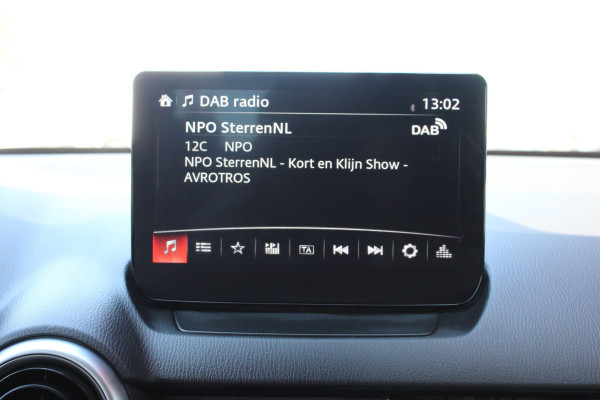 DAB radio 13:02
NPO SterrenNL DAB
12C NPO
NPO SterrenNL - Kort en Klijn Show -
AVROTROS
TA